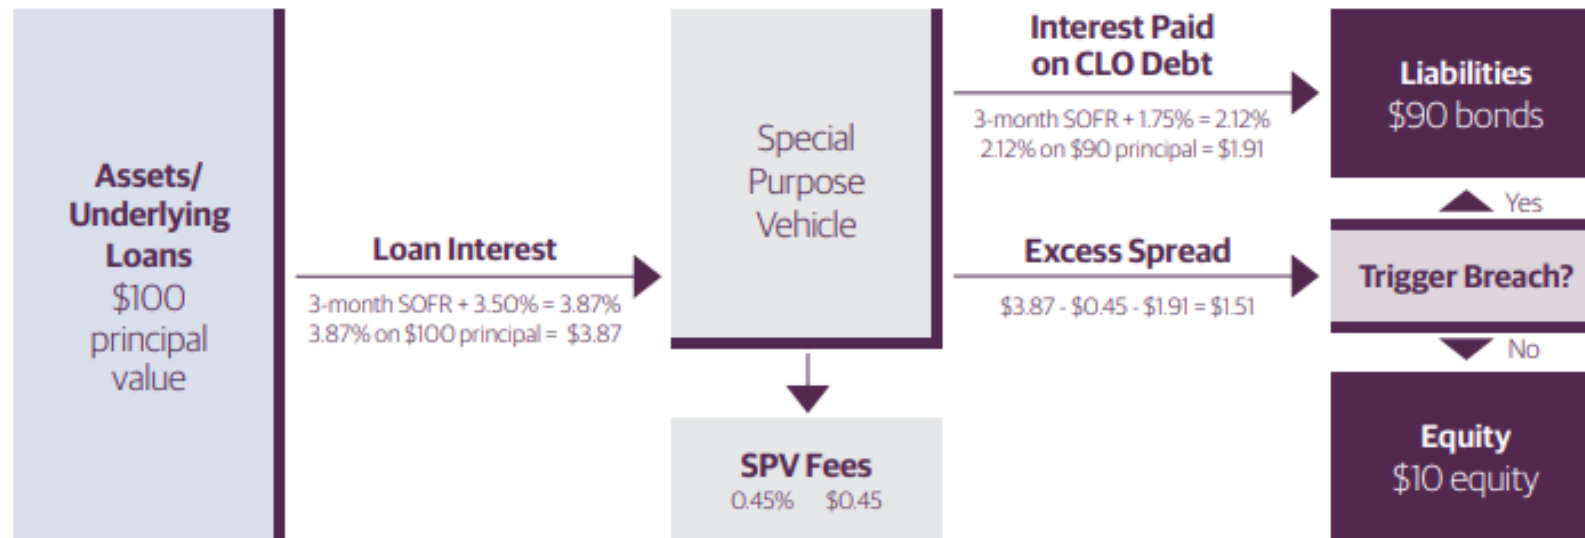 Assets/
Underlying
Loans
$100
principal
value
Loan Interest
3-month SOFR + 3.50% = 3.87%
3.87% on $100 principal = $3.87
Special
Purpose
Vehicle
SPV Fees
0.45% $0.45
Interest Paid
on CLO Debt
3-month SOFR + 1.75% = 2.12%
2.12% on $90 principal = $1.91
Excess Spread
$3.87 - $0.45 - $1.91 = $1.51
Liabilities
$90 bonds
Yes
Trigger Breach?
No
Equity
$10 equity